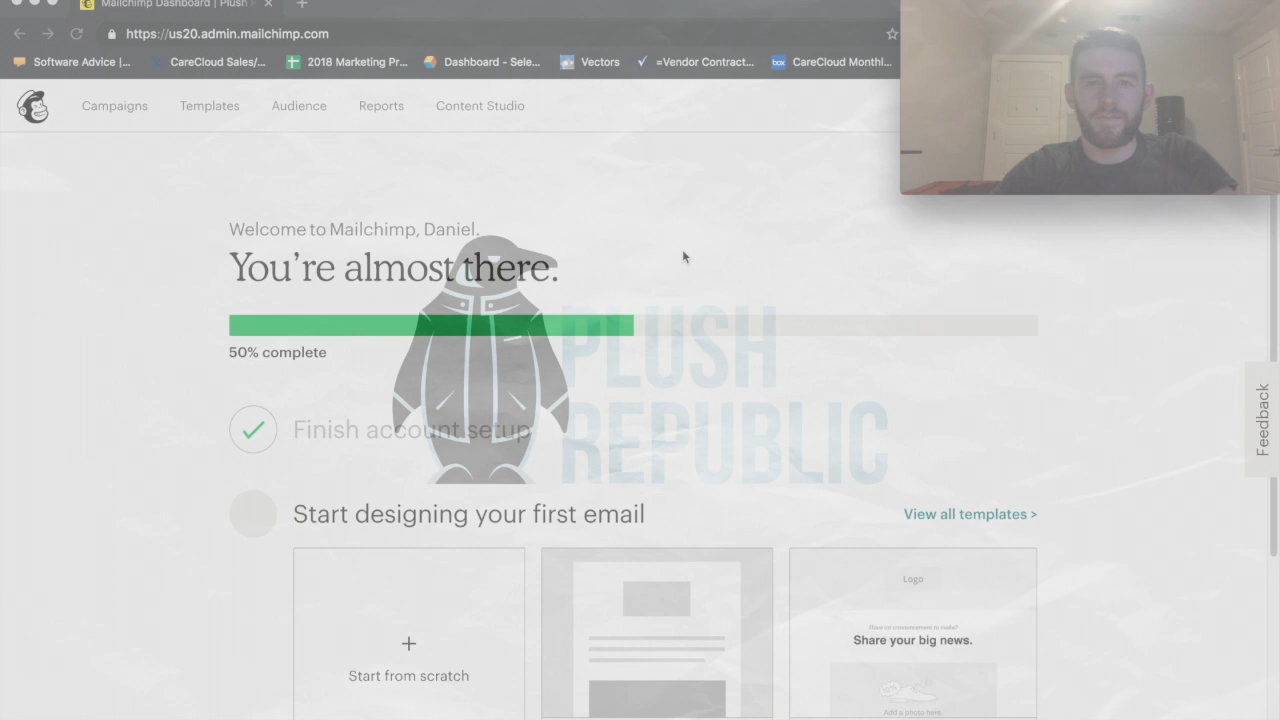 Mailchimp Dashboard | Plush
https://us20.admin.mailchimp.com
Software Advice |... CareCloud Sales/... 2018 Marketing Pr... Dashboard - Sele... Vectors =Vendor Contract... CareCloud Monthl...
Campaigns Templates Audience Reports Content Studio
Welcome to Mailchimp, Daniel.
You're almost there.
PLUSH
REPUBLIC
50% complete
Finish account setup
Feedback
Start designing your first email
View all templates >
Start from scratch
Logo
Share your big news.
Add a photo here.